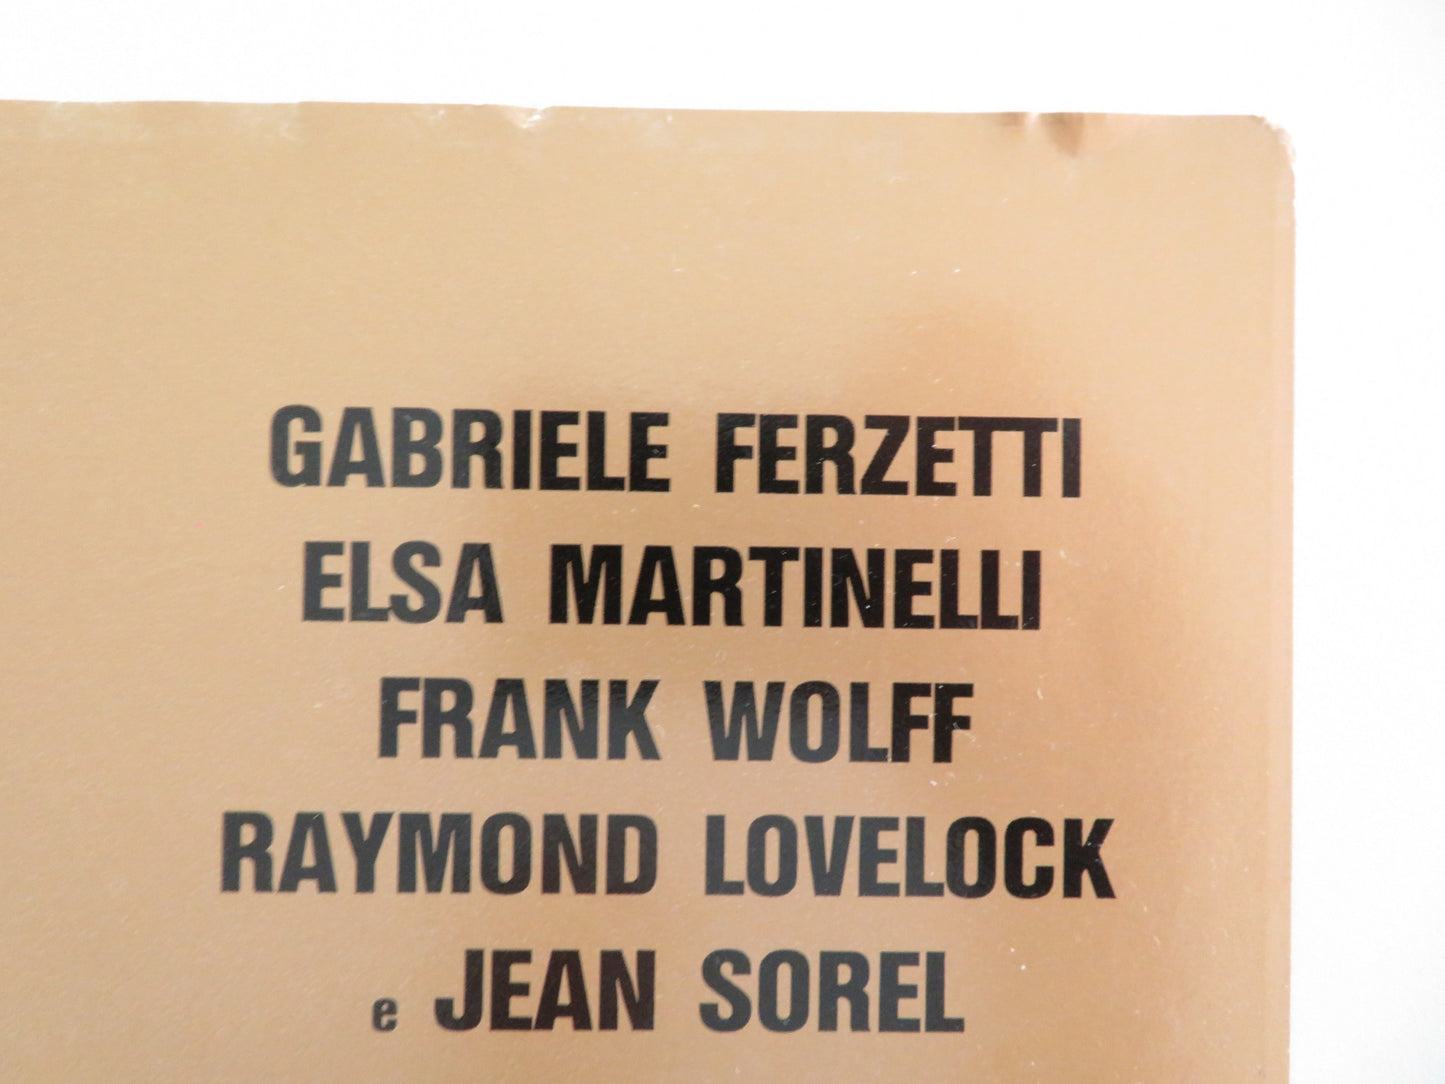 GABRIELE FERZETTI
ELSA MARTINELLI
FRANK WOLFF
RAYMOND LOVELOCK
e JEAN SOREL